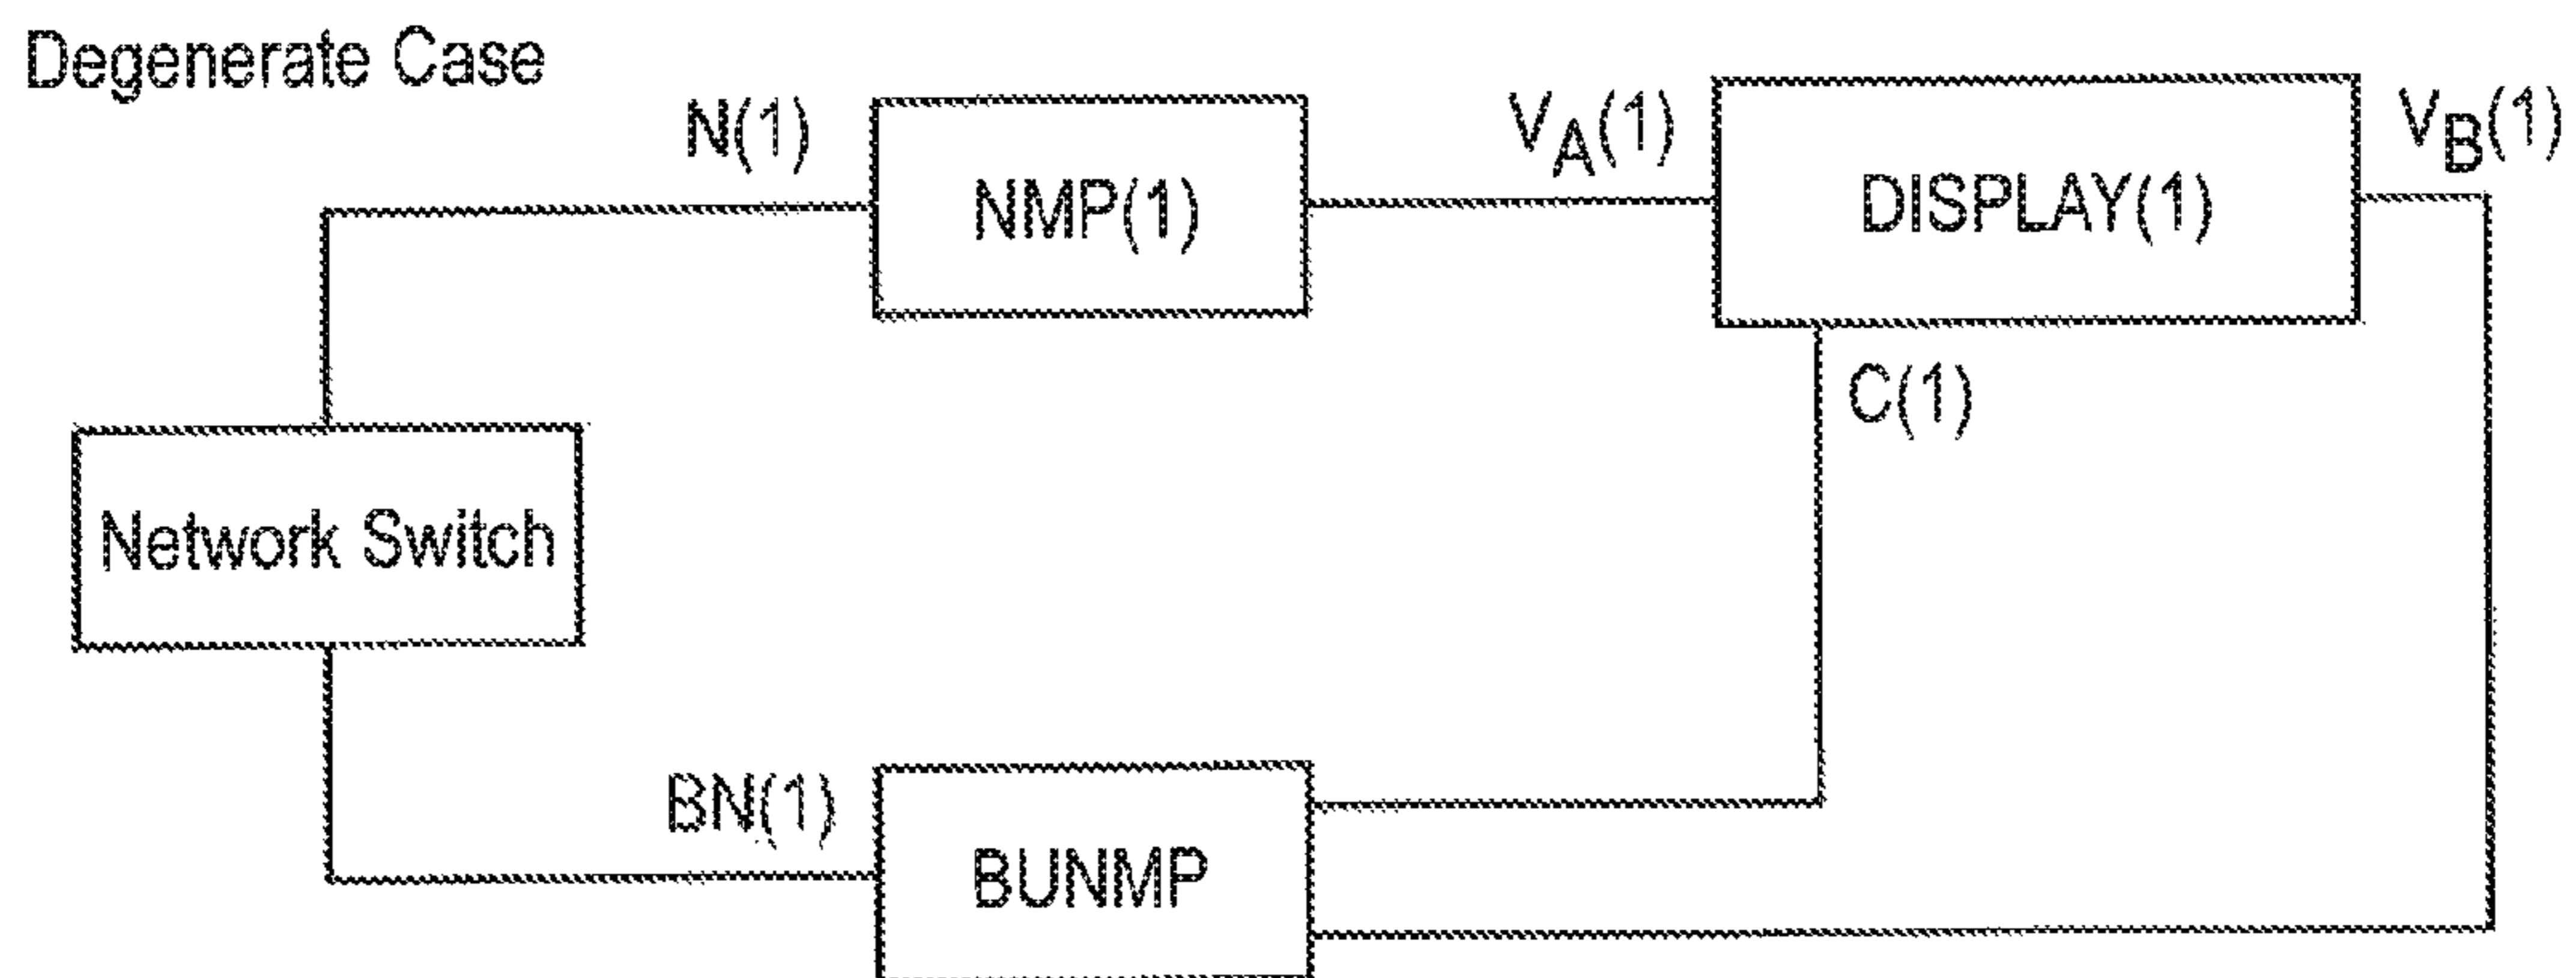 Degenerate Case
N(1)
NMP(1)
VA(1)
DISPLAY(1)
VB(1)
C(1)
Network Switch
BN(1)
BUNMP